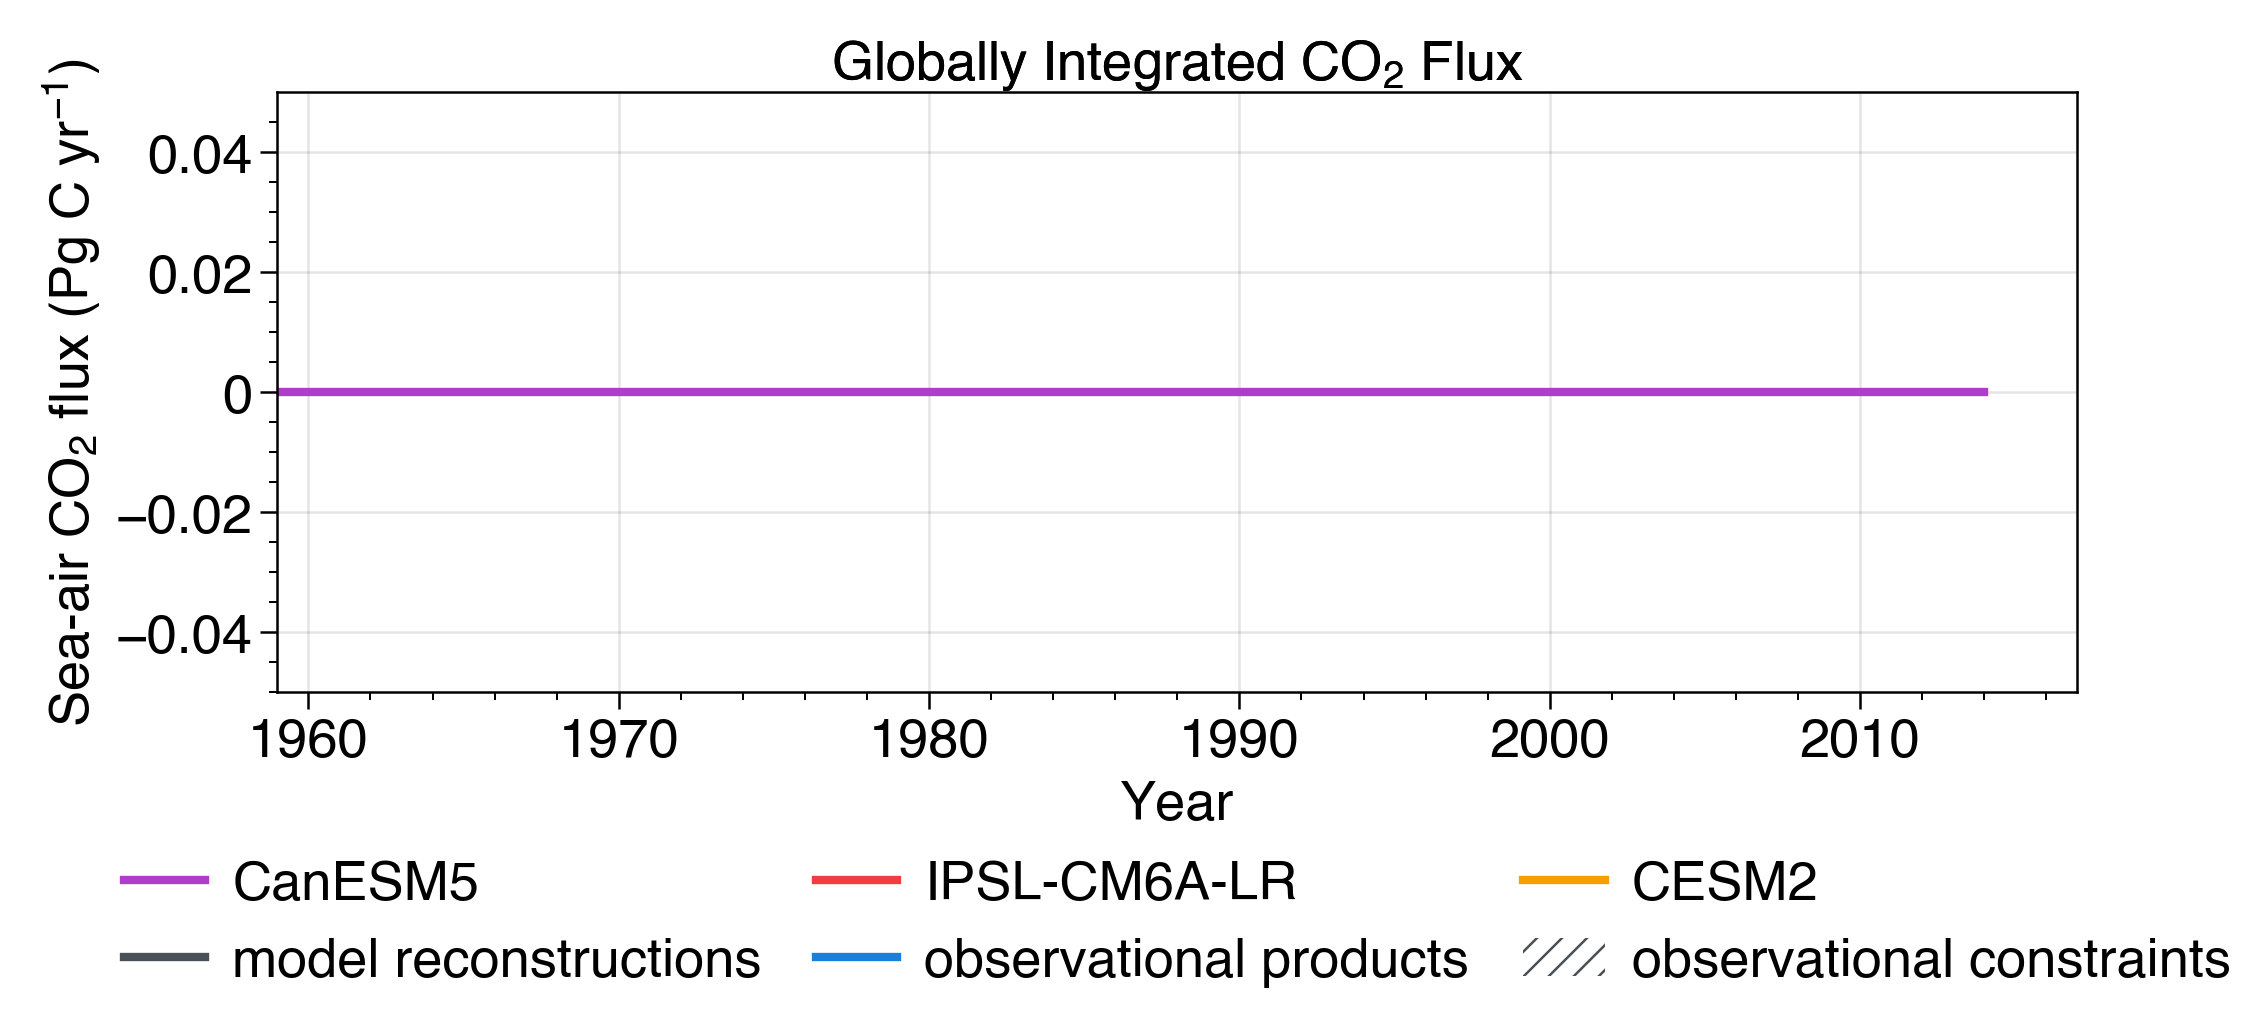 Globally Integrated CO₂ Flux
Sea-air CO₂ flux (Pg C yr⁻¹)
0.04
0.02
0
−0.02
−0.04
1960 1970 1980 1990 2000 2010
Year
CanESM5 IPSL-CM6A-LR CESM2
model reconstructions observational products observational constraints